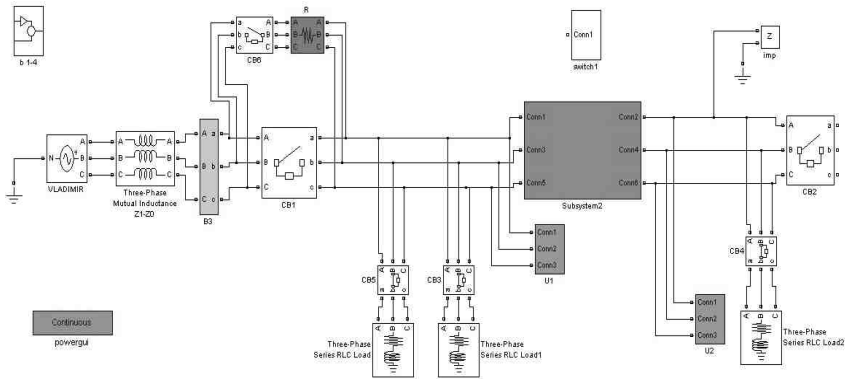 b 1-4
a A
b B
c C
CB6
R
A A
B B
C C
Conn1
switch1
Z
imp
N
VLADIMIR
A
B
C
A A
B B
C C
Three-Phase
Mutual Inductance
Z1-Z0
A a
B b
C c
B3
A a
B b
C c
CB1
Conn1 Conn2
Conn3 Conn4
Conn5 Conn6
Subsystem2
A a
B b
C c
CB2
Conn1
Conn2
Conn3
U1
A B C
a b c
CB5
A B C
a b c
CB3
A B C
a b c
CB4
Conn1
Conn2
Conn3
U2
A B C
Three-Phase
Series RLC Load
A B C
Three-Phase
Series RLC Load1
A B C
Three-Phase
Series RLC Load2
Continuous
powergui